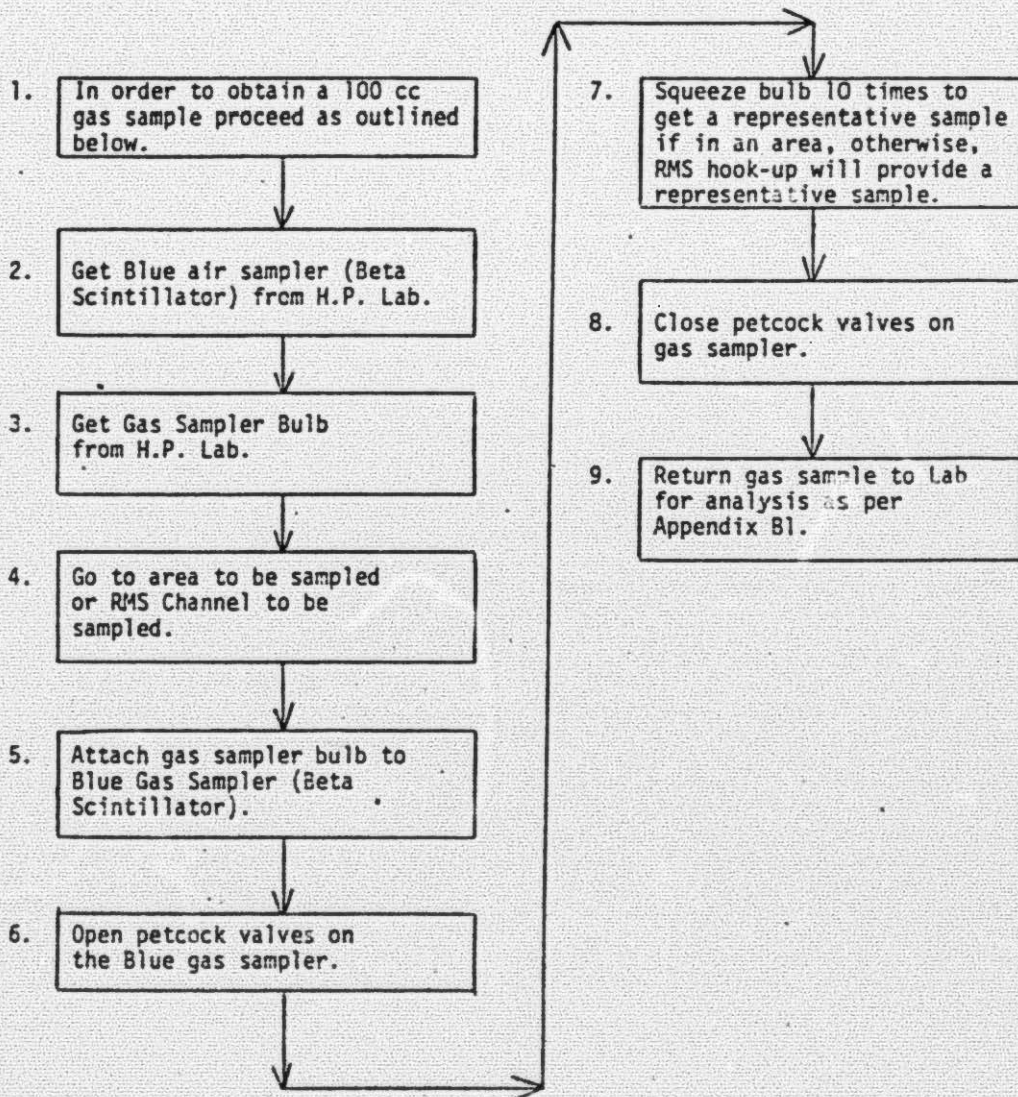 1. In order to obtain a 100 cc
gas sample proceed as outlined
below.
2. Get Blue air sampler (Beta
Scintillator) from H.P. Lab.
3. Get Gas Sampler Bulb
from H.P. Lab.
4. Go to area to be sampled
or RMS Channel to be
sampled.
5. Attach gas sampler bulb to
Blue Gas Sampler (Beta
Scintillator).
6. Open petcock valves on
the Blue gas sampler.
7. Squeeze bulb 10 times to
get a representative sample
if in an area, otherwise,
RMS hook-up will provide a
representative sample.
8. Close petcock valves on
gas sampler.
9. Return gas sample to Lab
for analysis as per
Appendix B1.